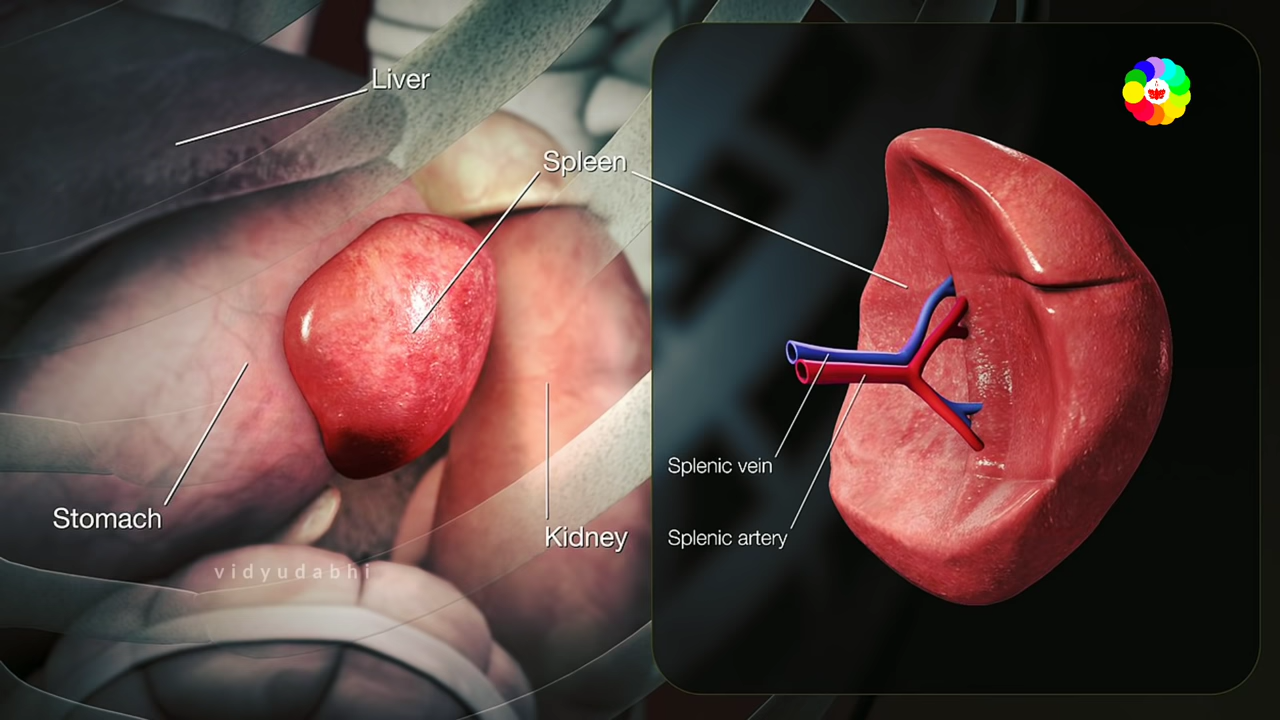 Liver
Spleen
Splenic vein
Stomach
Splenic artery
Kidney
vidyudabhi